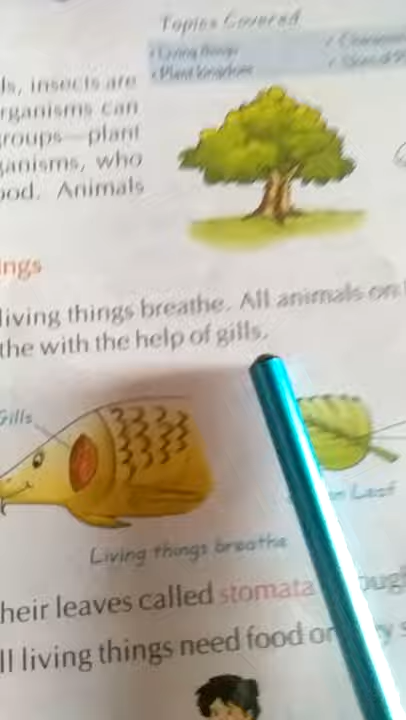 Topics Covered
Living things
Plant kingdom
ls, insects are
rganisms can
roups—plant
ganisms, who
ood. Animals
ings
living things breathe. All animals on
the with the help of gills.
Gills
Leaf
Living things breathe
heir leaves called stomata
ll living things need food or